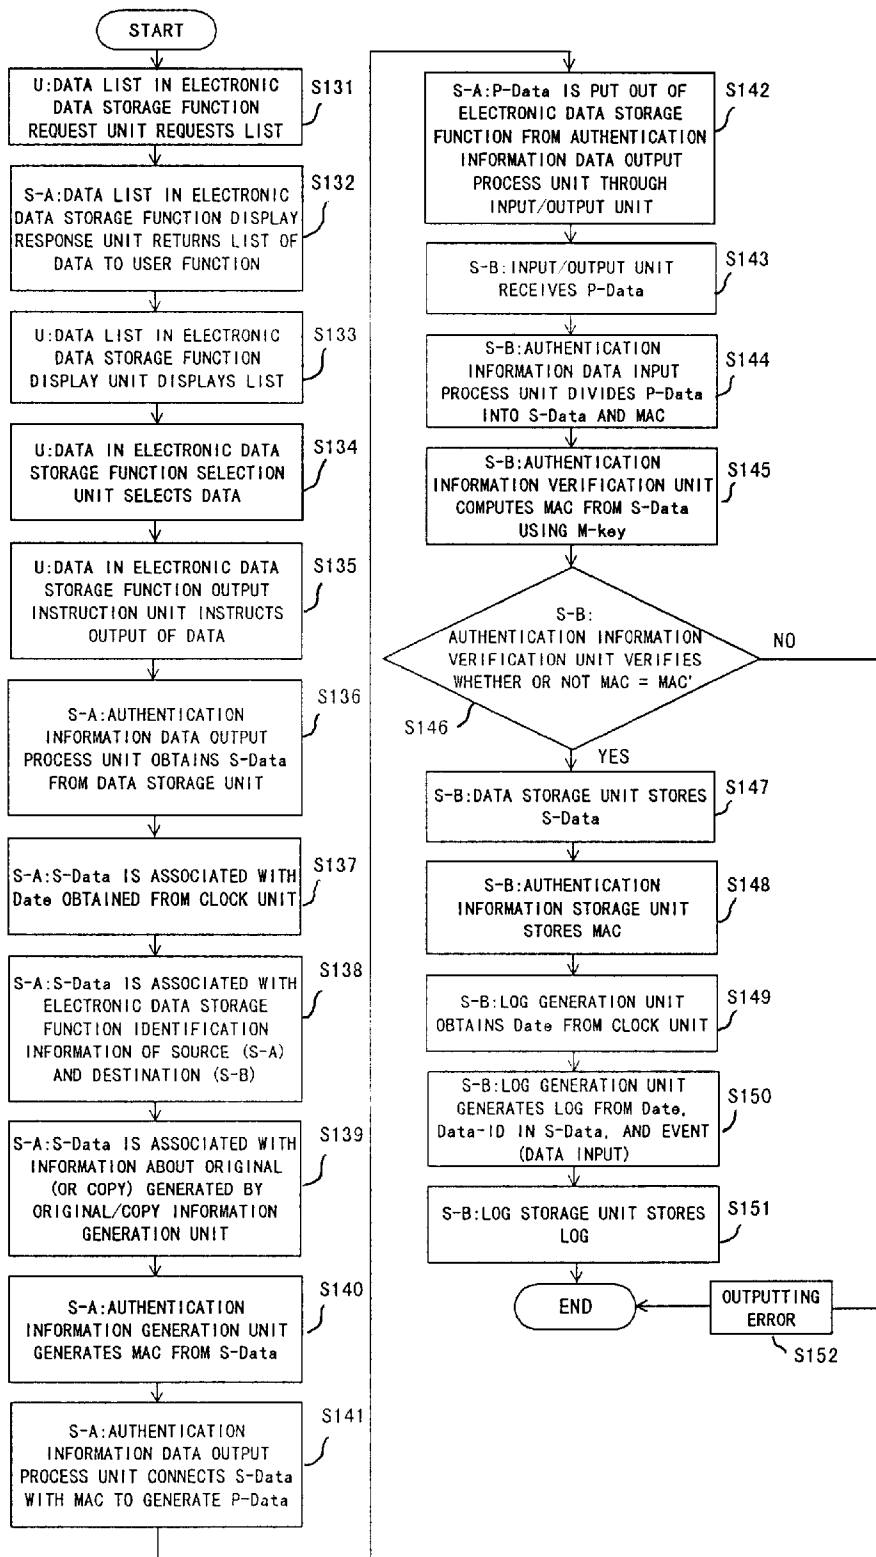 START
U:DATA LIST IN ELECTRONIC
DATA STORAGE FUNCTION
REQUEST UNIT REQUESTS LIST
S131
S-A:DATA LIST IN ELECTRONIC
DATA STORAGE FUNCTION DISPLAY
RESPONSE UNIT RETURNS LIST OF
DATA TO USER FUNCTION
S132
U:DATA LIST IN ELECTRONIC
DATA STORAGE FUNCTION
DISPLAY UNIT DISPLAYS LIST
S133
U:DATA IN ELECTRONIC DATA
STORAGE FUNCTION SELECTION
UNIT SELECTS DATA
S134
U:DATA IN ELECTRONIC DATA
STORAGE FUNCTION OUTPUT
INSTRUCTION UNIT INSTRUCTS
OUTPUT OF DATA
S135
S-A:AUTHENTICATION
INFORMATION DATA OUTPUT
PROCESS UNIT OBTAINS S-Data
FROM DATA STORAGE UNIT
S136
S-A:S-Data IS ASSOCIATED WITH
Date OBTAINED FROM CLOCK UNIT
S137
S-A:S-Data IS ASSOCIATED WITH
ELECTRONIC DATA STORAGE
FUNCTION IDENTIFICATION
INFORMATION OF SOURCE (S-A)
AND DESTINATION (S-B)
S138
S-A:S-Data IS ASSOCIATED WITH
INFORMATION ABOUT ORIGINAL
(OR COPY) GENERATED BY
ORIGINAL/COPY INFORMATION
GENERATION UNIT
S139
S-A:AUTHENTICATION
INFORMATION GENERATION UNIT
GENERATES MAC FROM S-Data
S140
S-A:AUTHENTICATION
INFORMATION DATA OUTPUT
PROCESS UNIT CONNECTS S-Data
WITH MAC TO GENERATE P-Data
S141
S-A:P-Data IS PUT OUT OF
ELECTRONIC DATA STORAGE
FUNCTION FROM AUTHENTICATION
INFORMATION DATA OUTPUT
PROCESS UNIT THROUGH
INPUT/OUTPUT UNIT
S142
S-B:INPUT/OUTPUT UNIT
RECEIVES P-Data
S143
S-B:AUTHENTICATION
INFORMATION DATA INPUT
PROCESS UNIT DIVIDES P-Data
INTO S-Data AND MAC
S144
S-B:AUTHENTICATION
INFORMATION VERIFICATION UNIT
COMPUTES MAC FROM S-Data
USING M-key
S145
S-B:
AUTHENTICATION INFORMATION
VERIFICATION UNIT VERIFIES
WHETHER OR NOT MAC = MAC'
NO
S146
YES
S-B:DATA STORAGE UNIT STORES
S-Data
S147
S-B:AUTHENTICATION
INFORMATION STORAGE UNIT
STORES MAC
S148
S-B:LOG GENERATION UNIT
OBTAINS Date FROM CLOCK UNIT
S149
S-B:LOG GENERATION UNIT
GENERATES LOG FROM Date,
Data-ID IN S-Data, AND EVENT
(DATA INPUT)
S150
S-B:LOG STORAGE UNIT STORES
LOG
S151
END
OUTPUTTING
ERROR
S152